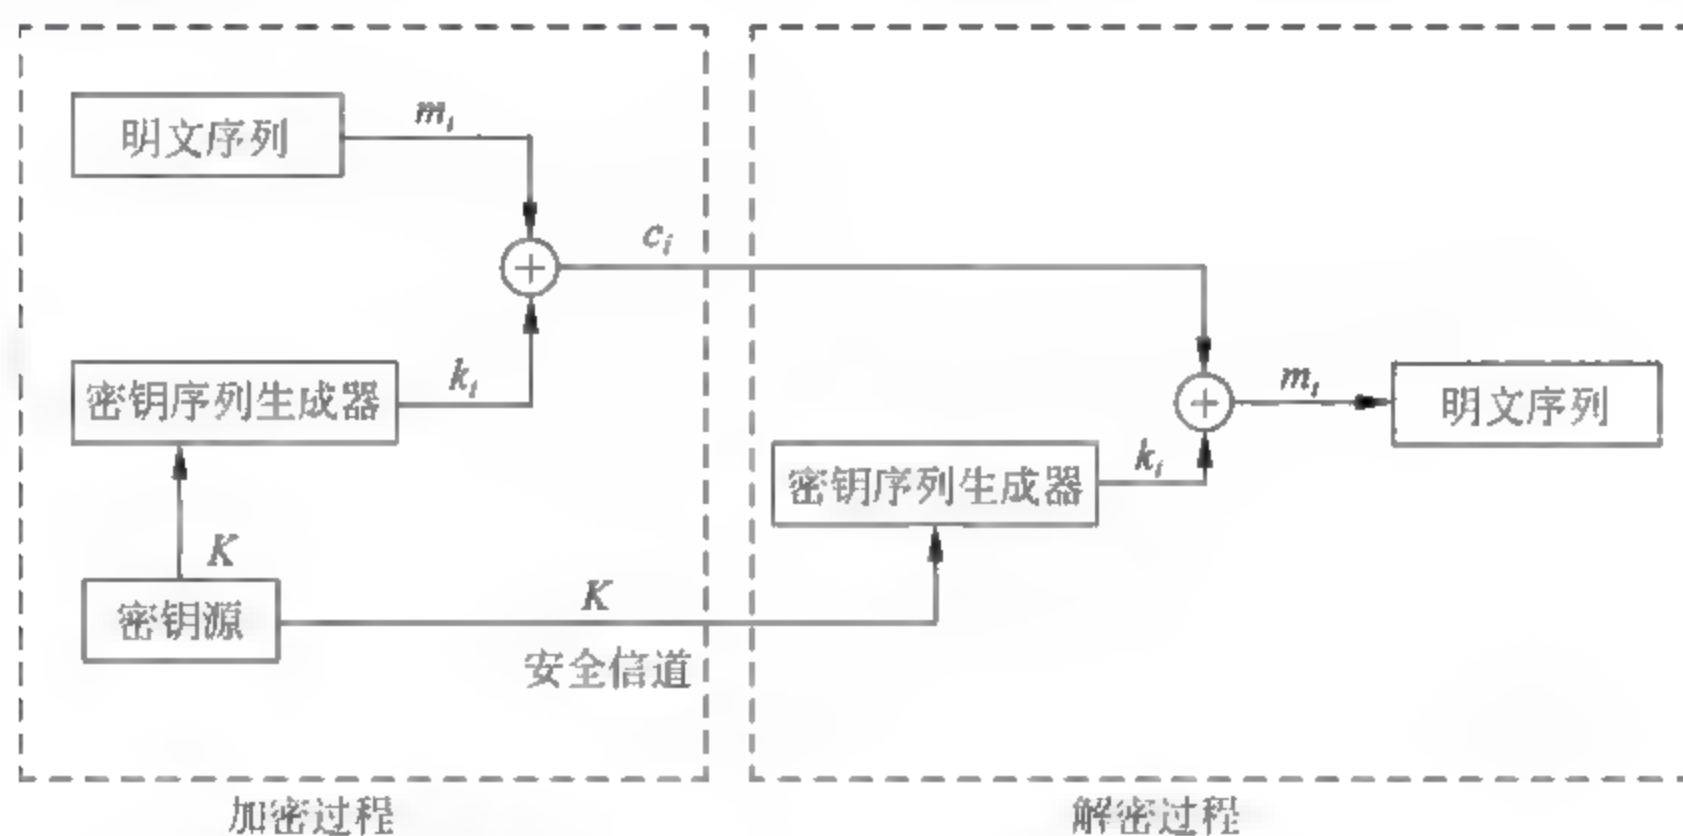 明文序列
m_i
c_i
密钥序列生成器
k_i
m_i
明文序列
密钥序列生成器
k_i
K
密钥源
K
安全信道
加密过程
解密过程